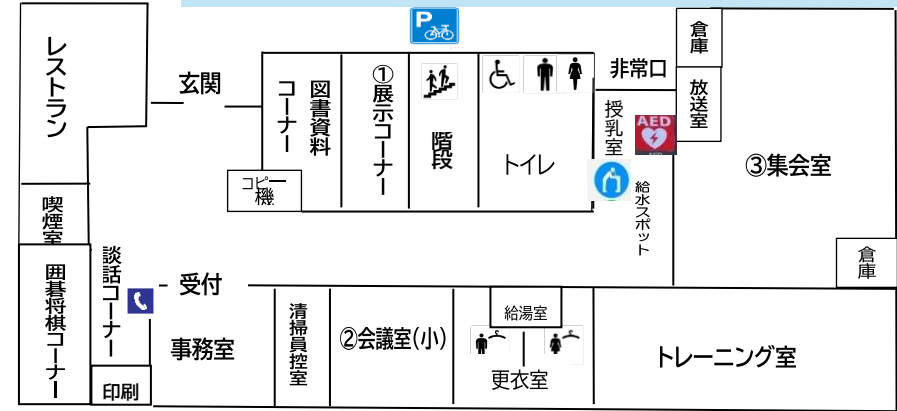 P
レストラン
玄関
図書資料
コーナー
コピー
機
①展示コーナー
階段
トイレ
非常口
授乳室
AED
給水スポット
倉庫
放送室
③集会室
倉庫
喫煙室
囲碁将棋コーナー
談話コーナー
印刷
受付
事務室
清掃員控室
②会議室(小)
給湯室
更衣室
トレーニング室